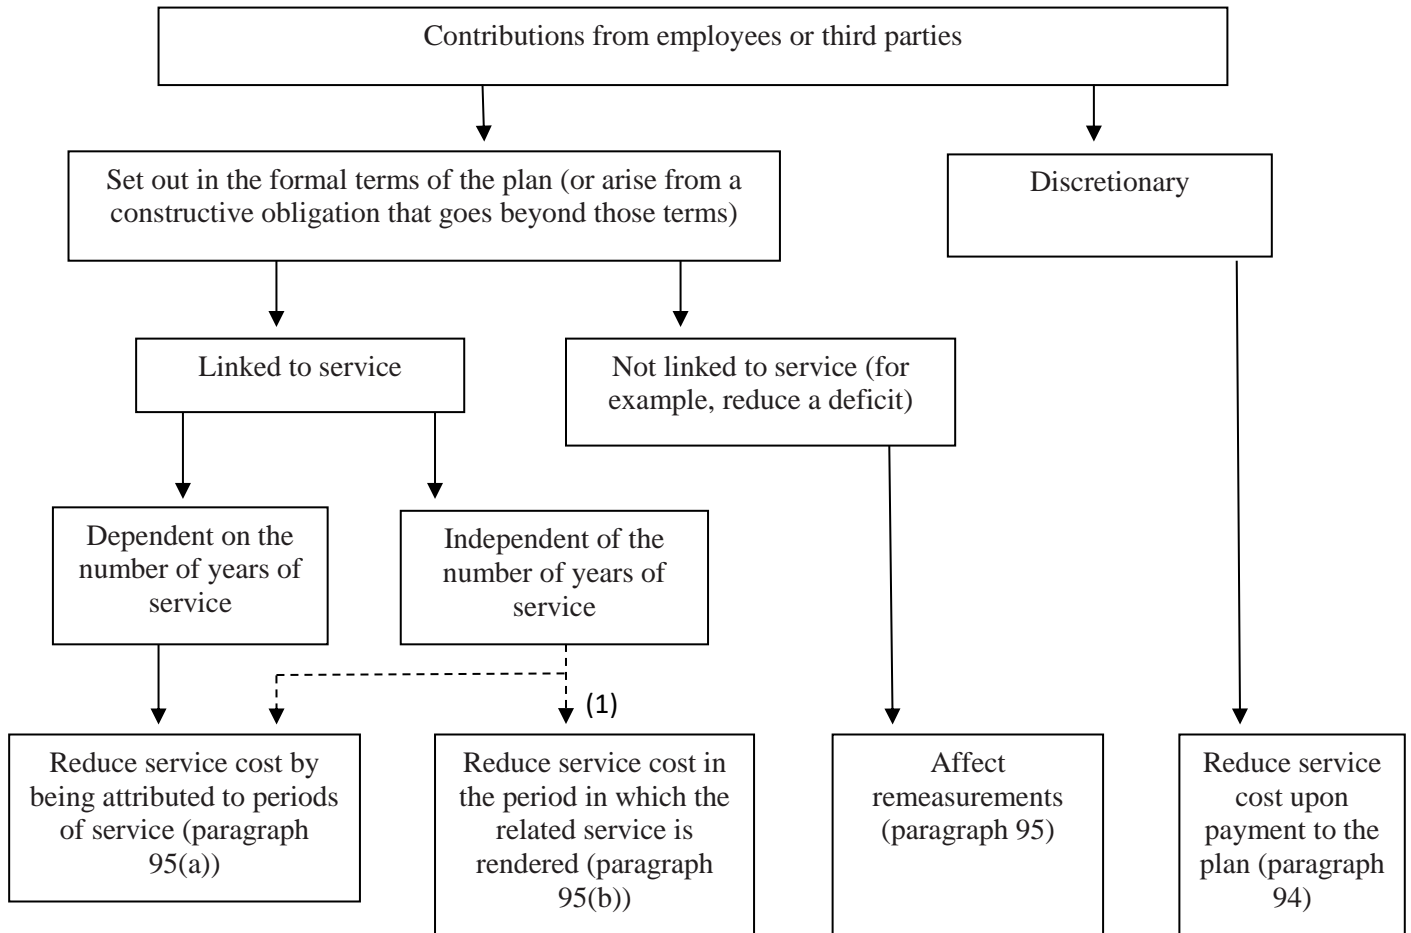 Contributions from employees or third parties
Set out in the formal terms of the plan (or arise from a
constructive obligation that goes beyond those terms)
Discretionary
Linked to service
Not linked to service (for
example, reduce a deficit)
Dependent on the
number of years of
service
Independent of the
number of years of
service
(1)
Reduce service cost by
being attributed to periods
of service (paragraph
95(a))
Reduce service cost in
the period in which the
related service is
rendered (paragraph
95(b))
Affect
remeasurements
(paragraph 95)
Reduce service
cost upon
payment to the
plan (paragraph
94)